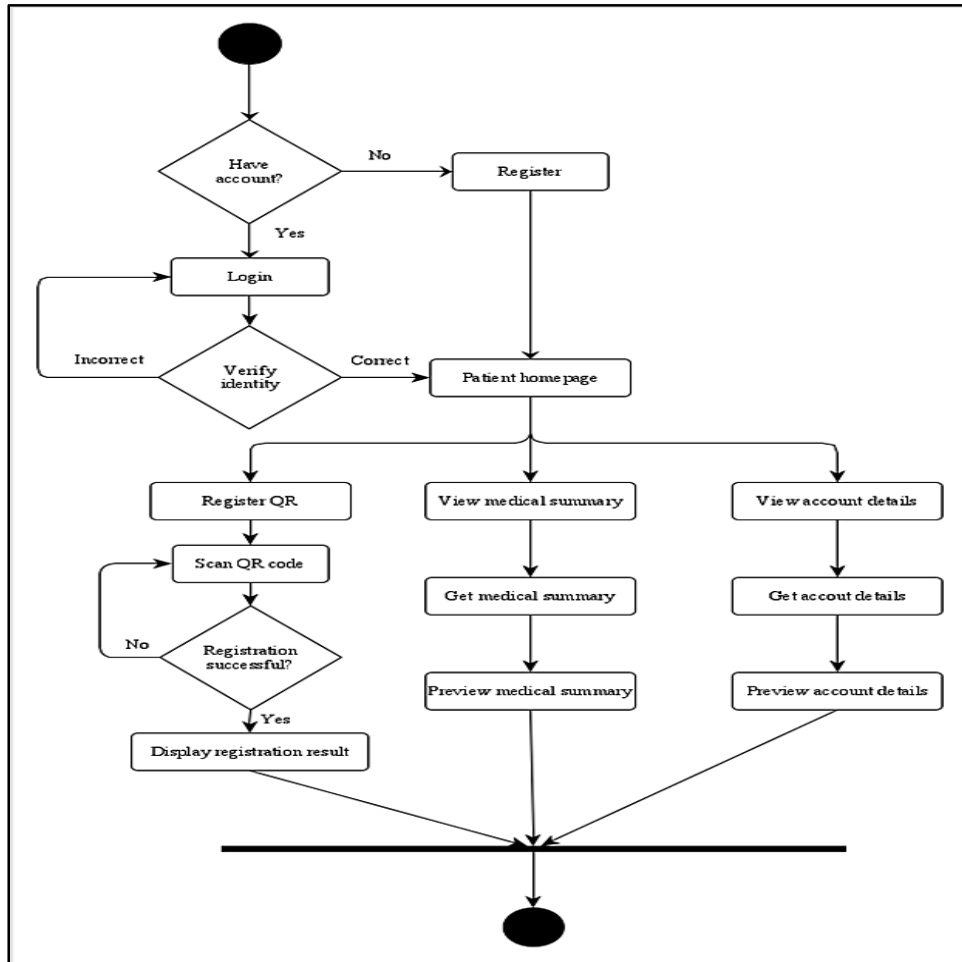 Have
account?
No
Register
Yes
Login
Incorrect
Verify
identity
Correct
Patient homepage
Register QR
View medical summary
View account details
Scan QR code
Get medical summary
Get accout details
No
Registration
successful?
Preview medical summary
Preview account details
Yes
Display registration result